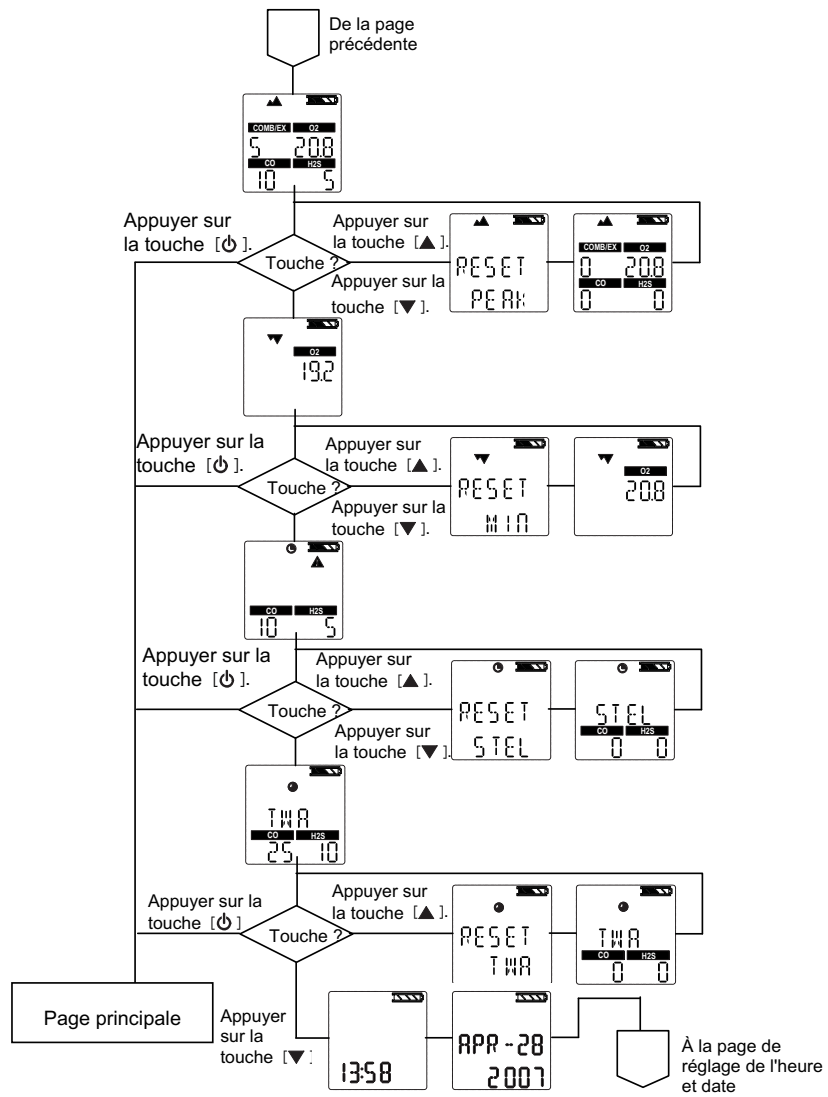 De la page
précédente
COMB/EX O2
5 20.8
CO H2S
10 5
Appuyer sur
la touche [⏻].
Touche ?
Appuyer sur
la touche [▲].
Appuyer sur la
touche [▼].
RESET
PEAK
COMB/EX O2
0 20.8
CO H2S
0 0
O2
19.2
Appuyer sur la
touche [⏻].
Touche ?
Appuyer sur
la touche [▲].
Appuyer sur la
touche [▼].
RESET
MIN
O2
20.8
CO H2S
10 5
Appuyer sur la
touche [⏻].
Touche ?
Appuyer sur
la touche [▲].
Appuyer sur
la touche [▼].
RESET
STEL
STEL
CO H2S
0 0
TWA
CO H2S
25 10
Appuyer sur la
touche [⏻]
Touche ?
Appuyer sur
la touche [▲].
RESET
TWA
TWA
CO H2S
0 0
Page principale
Appuyer
sur la
touche [▼]
13:58
APR-28
2007
À la page de
réglage de l'heure
et date